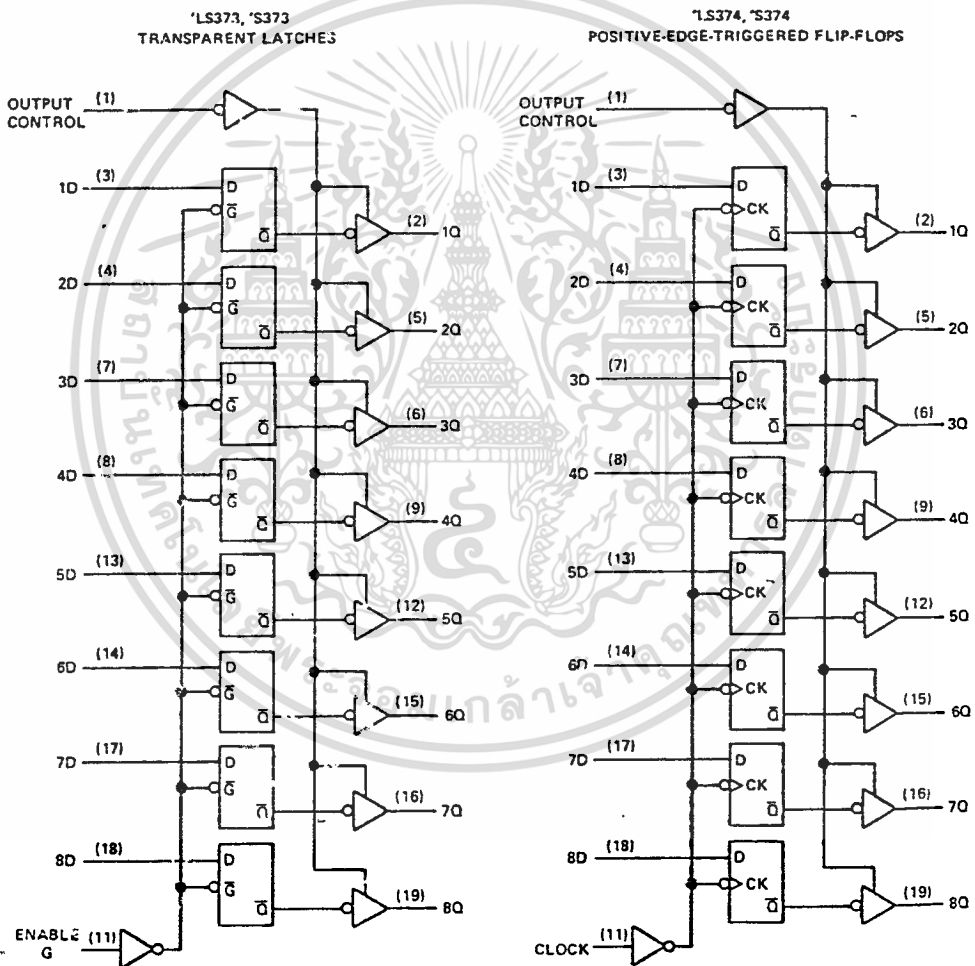 'LS373, 'S373
TRANSPARENT LATCHES
OUTPUT CONTROL (1)
1D (3) D G̅ Q̅ (2) 1Q
2D (4) D G̅ Q̅ (5) 2Q
3D (7) D G̅ Q̅ (6) 3Q
4D (8) D G̅ Q̅ (9) 4Q
5D (13) D G̅ Q̅ (12) 5Q
6D (14) D G̅ Q̅ (15) 6Q
7D (17) D G̅ (16) 7Q
8D (18) D G̅ Q̅ (19) 8Q
ENABLE G (11)
'LS374, 'S374
POSITIVE-EDGE-TRIGGERED FLIP-FLOPS
OUTPUT CONTROL (1)
1D (3) D CK Q̅ (2) 1Q
2D (4) D CK Q̅ (5) 2Q
3D (7) D CK Q̅ (6) 3Q
4D (8) D CK Q̅ (9) 4Q
5D (13) D CK Q̅ (12) 5Q
6D (14) D CK Q̅ (15) 6Q
7D (17) D CK Q̅ (16) 7Q
8D (18) D CK Q̅ (19) 8Q
CLOCK (11)